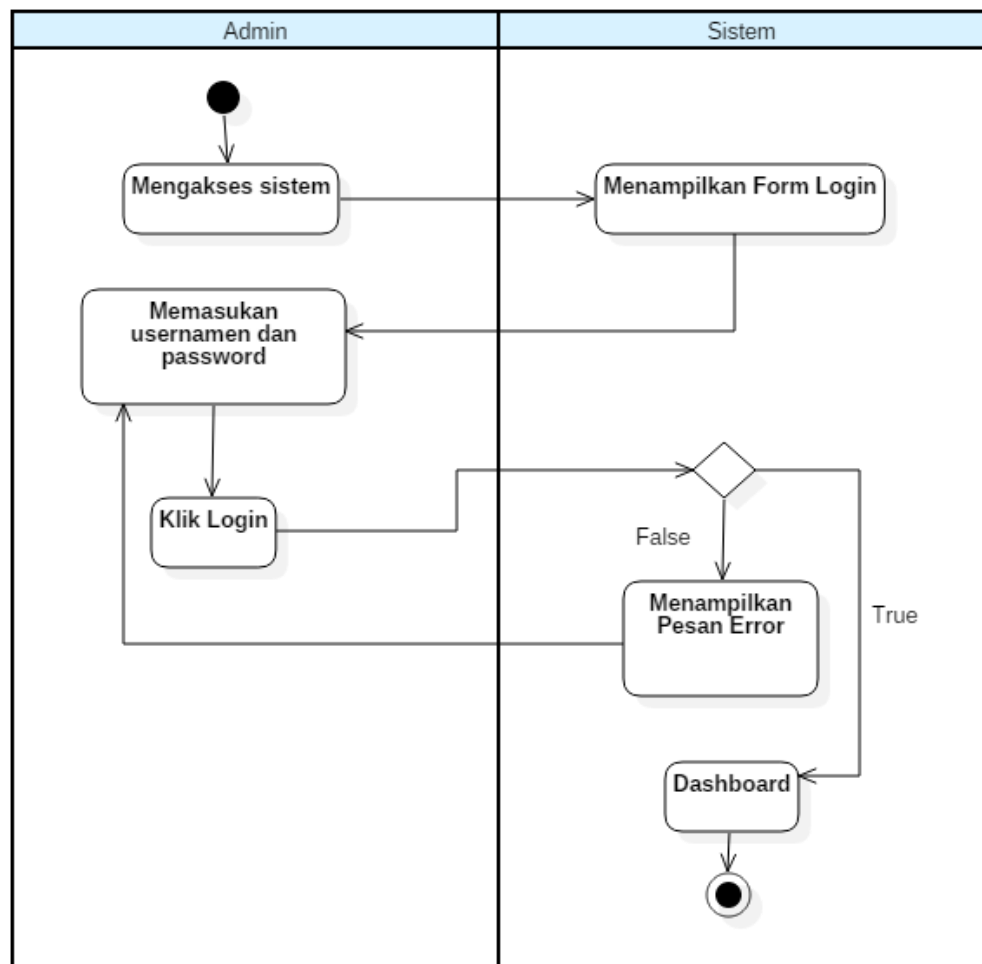 Admin
Sistem
Mengakses sistem
Menampilkan Form Login
Memasukan
usernamen dan
password
Klik Login
False
Menampilkan
Pesan Error
True
Dashboard